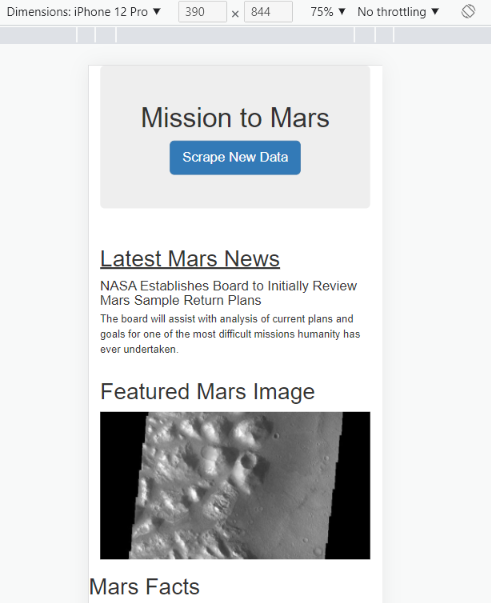 Dimensions: iPhone 12 Pro ▼ 390 × 844 75% ▼ No throttling ▼
Mission to Mars
Scrape New Data
Latest Mars News
NASA Establishes Board to Initially Review
Mars Sample Return Plans
The board will assist with analysis of current plans and
goals for one of the most difficult missions humanity has
ever undertaken.
Featured Mars Image
Mars Facts